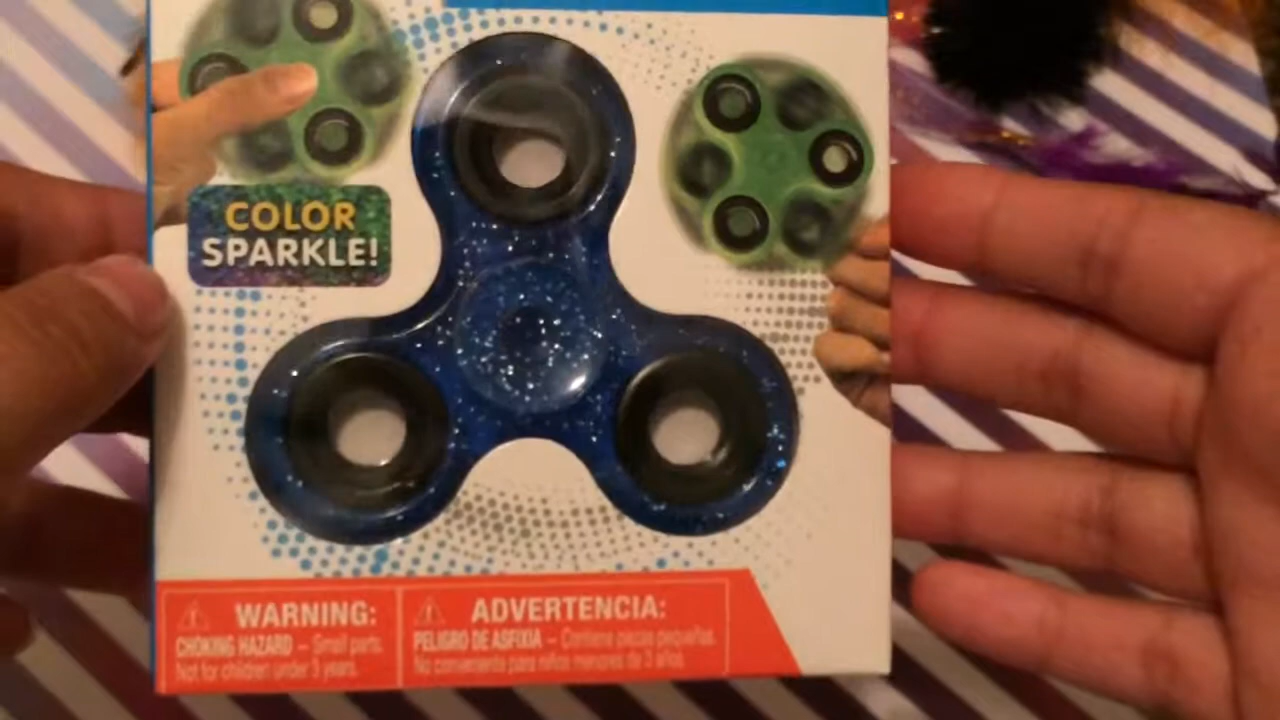 COLOR
SPARKLE!
WARNING:
CHOKING HAZARD – Small parts.
Not for children under 3 years.
ADVERTENCIA:
PELIGRO DE ASFIXIA – Contiene piezas pequeñas.
No conveniente para niños menores de 3 años.